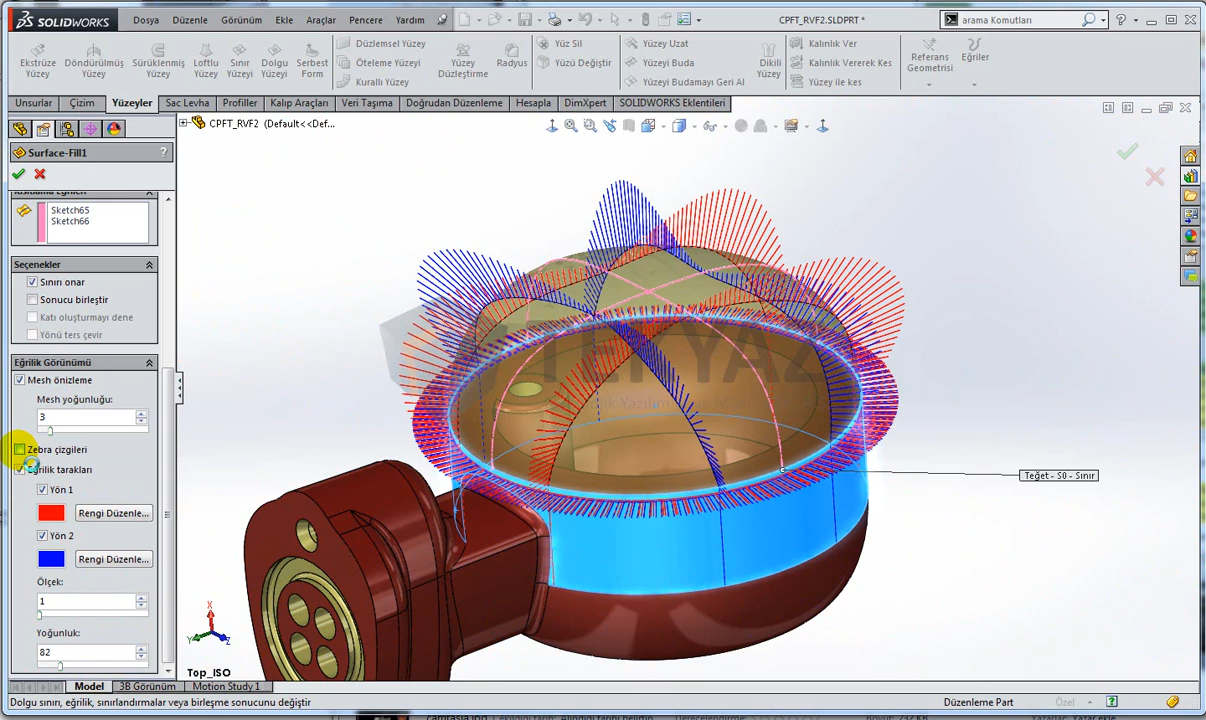 SOLIDWORKS
Dosya Düzenle Görünüm Ekle Araçlar Pencere Yardım
CPFT_RVF2.SLDPRT *
arama Komutları
Ekstrüze Yüzey
Döndürülmüş Yüzey
Sürüklenmiş Yüzey
Loftlu Yüzey
Sınır Yüzey
Dolgu Yüzey
Serbest Form
Düzlemsel Yüzey
Öteleme Yüzeyi
Kurallı Yüzey
Yüzey Düzleştirme
Radyus
Yüz Sil
Yüzü Değiştir
Yüzey Uzat
Yüzeyi Buda
Yüzeyi Budamayı Geri Al
Dikili Yüzey
Kalınlık Ver
Kalınlık Vererek Kes
Yüzey ile kes
Referans Geometrisi
Eğriler
Unsurlar Çizim Yüzeyler Sac Levha Profiller Kalıp Araçları Veri Taşıma Doğrudan Düzenleme Hesapla DimXpert SOLIDWORKS Eklentileri
CPFT_RVF2 (Default<<Def...
Surface-Fill1 ?
Kısıtlama Eğrileri
Sketch65
Sketch66
Seçenekler
Sınırı onar
Sonucu birleştir
Katı oluşturmayı dene
Yönü ters çevir
Eğrilik Görünümü
Mesh önizleme
Mesh yoğunluğu:
3
Zebra çizgileri
Eğrilik tarakları
Yön 1
Rengi Düzenle...
Yön 2
Rengi Düzenle...
Ölçek:
1
Yoğunluk:
82
Teğet - S0 - Sınır
X
Y
Z
Top_ISO
Model 3B Görünüm Motion Study 1
Dolgu sınırı, eğrilik, sınırlandırmalar veya birleşme sonucunu değiştir
Düzenleme Part
Özel